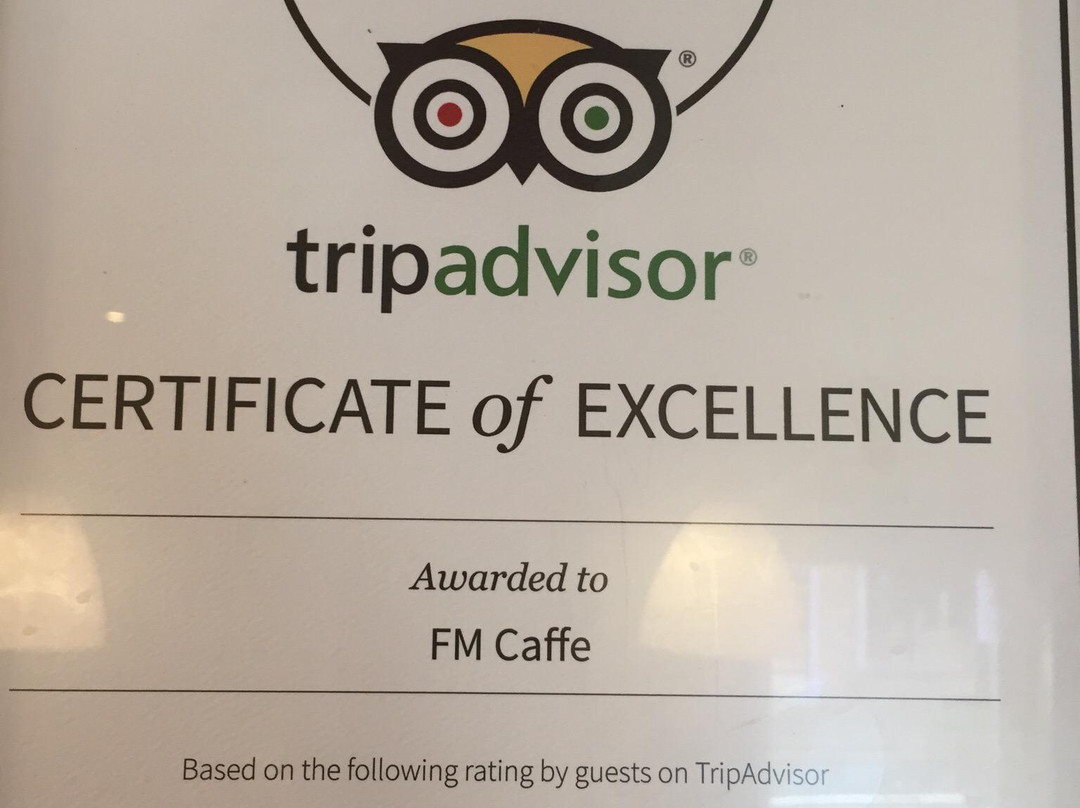 ®
tripadvisor®
CERTIFICATE of EXCELLENCE
Awarded to
FM Caffe
Based on the following rating by guests on TripAdvisor